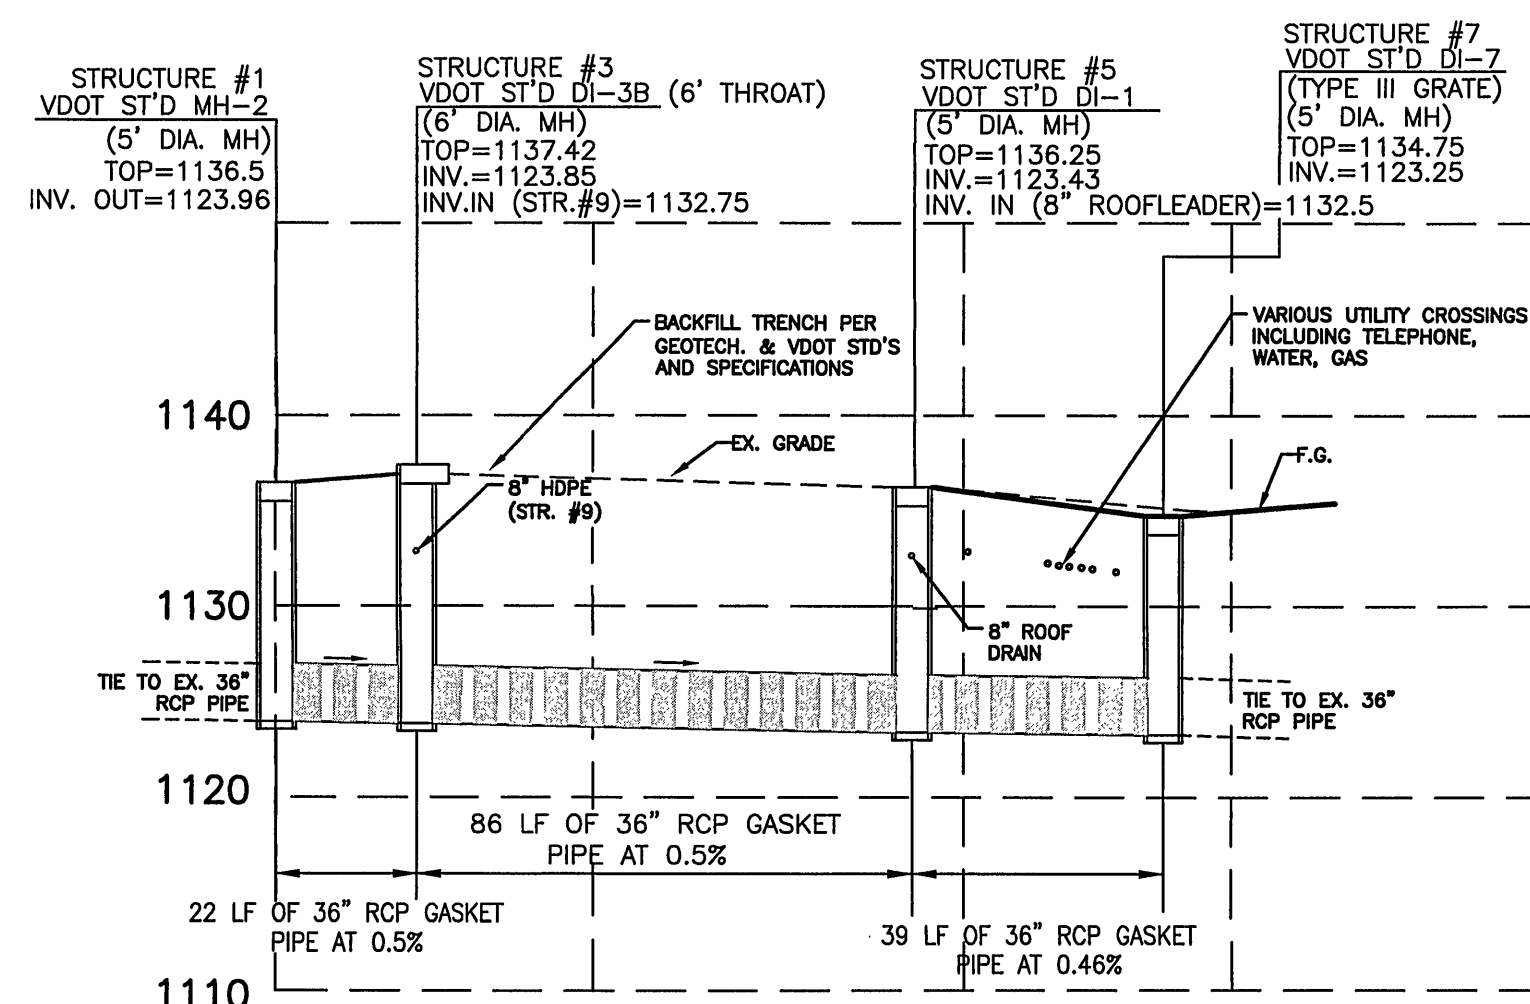 STRUCTURE #1
VDOT ST'D MH-2
(5' DIA. MH)
TOP=1136.5
INV. OUT=1123.96
STRUCTURE #3
VDOT ST'D DI-3B (6' THROAT)
(6' DIA. MH)
TOP=1137.42
INV.=1123.85
INV.IN (STR.#9)=1132.75
STRUCTURE #5
VDOT ST'D DI-1
(5' DIA. MH)
TOP=1136.25
INV.=1123.43
INV. IN (8" ROOFLEADER)=1132.5
STRUCTURE #7
VDOT ST'D DI-7
(TYPE III GRATE)
(5' DIA. MH)
TOP=1134.75
INV.=1123.25
BACKFILL TRENCH PER
GEOTECH. & VDOT STD'S
AND SPECIFICATIONS
VARIOUS UTILITY CROSSINGS
INCLUDING TELEPHONE,
WATER, GAS
1140
EX. GRADE
F.G.
8" HDPE
(STR. #9)
1130
8" ROOF
DRAIN
TIE TO EX. 36"
RCP PIPE
TIE TO EX. 36"
RCP PIPE
1120
86 LF OF 36" RCP GASKET
PIPE AT 0.5%
22 LF OF 36" RCP GASKET
PIPE AT 0.5%
39 LF OF 36" RCP GASKET
PIPE AT 0.46%
1110